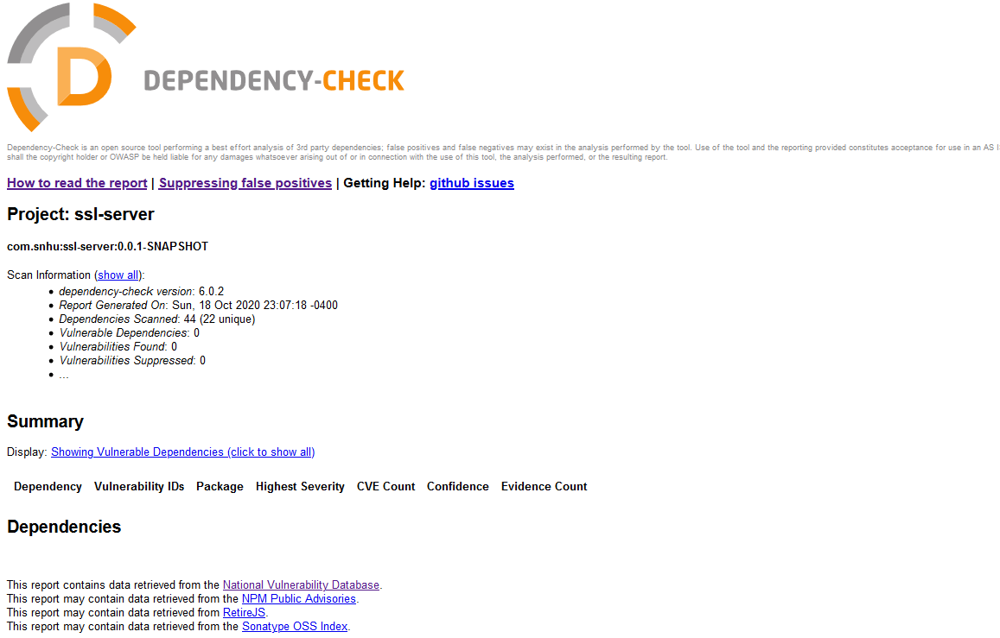 D
DEPENDENCY-CHECK
Dependency-Check is an open source tool performing a best effort analysis of 3rd party dependencies; false positives and false negatives may exist in the analysis performed by the tool. Use of the tool and the reporting provided constitutes acceptance for use in an AS
shall the copyright holder or OWASP be held liable for any damages whatsoever arising out of or in connection with the use of this tool, the analysis performed, or the resulting report.
How to read the report | Suppressing false positives | Getting Help: github issues
Project: ssl-server
com.snhu:ssl-server:0.0.1-SNAPSHOT
Scan Information (show all):
• dependency-check version: 6.0.2
• Report Generated On: Sun, 18 Oct 2020 23:07:18 -0400
• Dependencies Scanned: 44 (22 unique)
• Vulnerable Dependencies: 0
• Vulnerabilities Found: 0
• Vulnerabilities Suppressed: 0
• ...
Summary
Display: Showing Vulnerable Dependencies (click to show all)
Dependency Vulnerability IDs Package Highest Severity CVE Count Confidence Evidence Count
Dependencies
This report contains data retrieved from the National Vulnerability Database.
This report may contain data retrieved from the NPM Public Advisories.
This report may contain data retrieved from RetireJS.
This report may contain data retrieved from the Sonatype OSS Index.